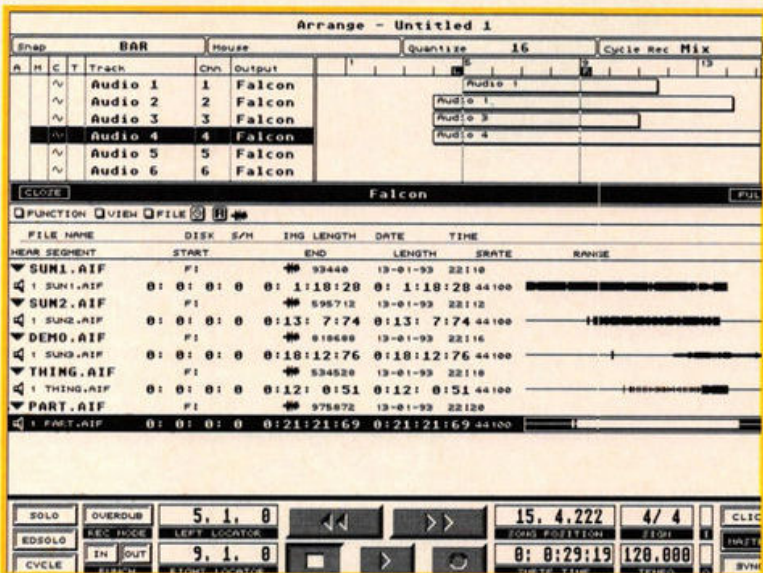 Arrange - Untitled 1
Snap BAR Mouse Quantize 16 Cycle Rec Mix
A M C T Track Chn Output 1 5 9 13
L R
Audio 1 1 Falcon Audio 1
Audio 2 2 Falcon Audio 1
Audio 3 3 Falcon Audio 3
Audio 4 4 Falcon Audio 4
Audio 5 5 Falcon
Audio 6 6 Falcon
CLOSE Falcon FUL
FUNCTION VIEW FILE R
FILE NAME DISK S/M IMG LENGTH DATE TIME
HEAR SEGMENT START END LENGTH SRATE RANGE
SUN1.AIF F: 93440 13-01-93 22:10
1 SUN1.AIF 0: 0: 0: 0 0: 1:18:28 0: 1:18:28 44100
SUN2.AIF F: 595712 13-01-93 22:12
1 SUN2.AIF 0: 0: 0: 0 0:13: 7:74 0:13: 7:74 44100
DEMO.AIF F: 818688 13-01-93 22:16
1 SUN3.AIF 0: 0: 0: 0 0:18:12:76 0:18:12:76 44100
THING.AIF F: 534528 13-01-93 22:18
1 THING.AIF 0: 0: 0: 0 0:12: 0:51 0:12: 0:51 44100
PART.AIF F: 975872 13-01-93 22:20
1 PART.AIF 0: 0: 0: 0 0:21:21:69 0:21:21:69 44100
SOLO OVERDUB 5. 1. 0 15. 4.222 4/ 4 CLIC
REC MODE LEFT LOCATOR SONG POSITION SIGN MASTE
EDSOLO
CYCLE IN OUT 9. 1. 0 0: 0:29:19 120.000 SYNC
PUNCH RIGHT LOCATOR TEMPO